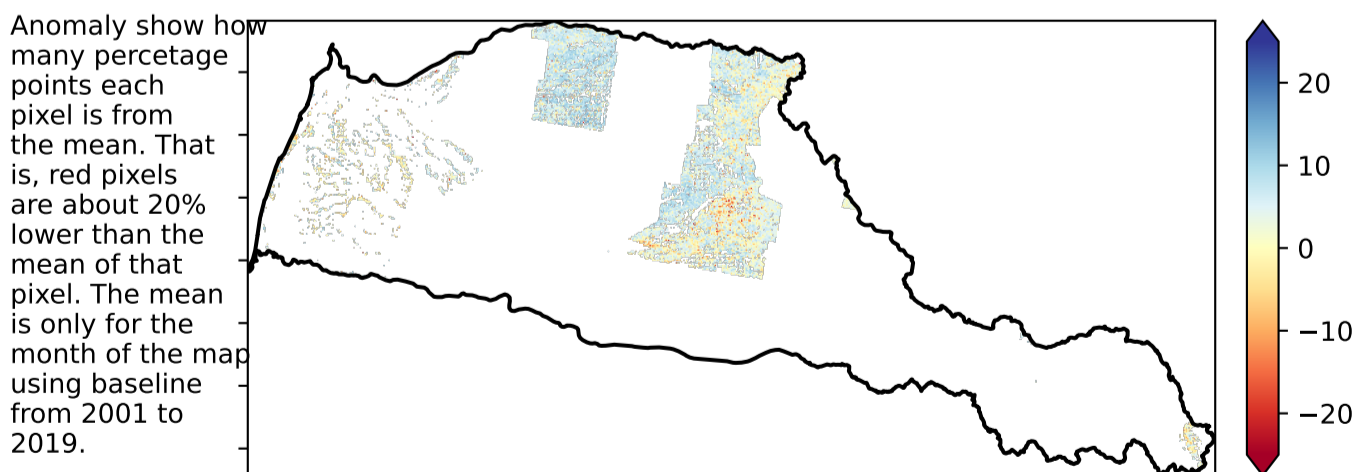 Anomaly show how
many percetage
points each
pixel is from
the mean. That
is, red pixels
are about 20%
lower than the
mean of that
pixel. The mean
is only for the
month of the map
using baseline
from 2001 to
2019.
20
10
0
−10
−20